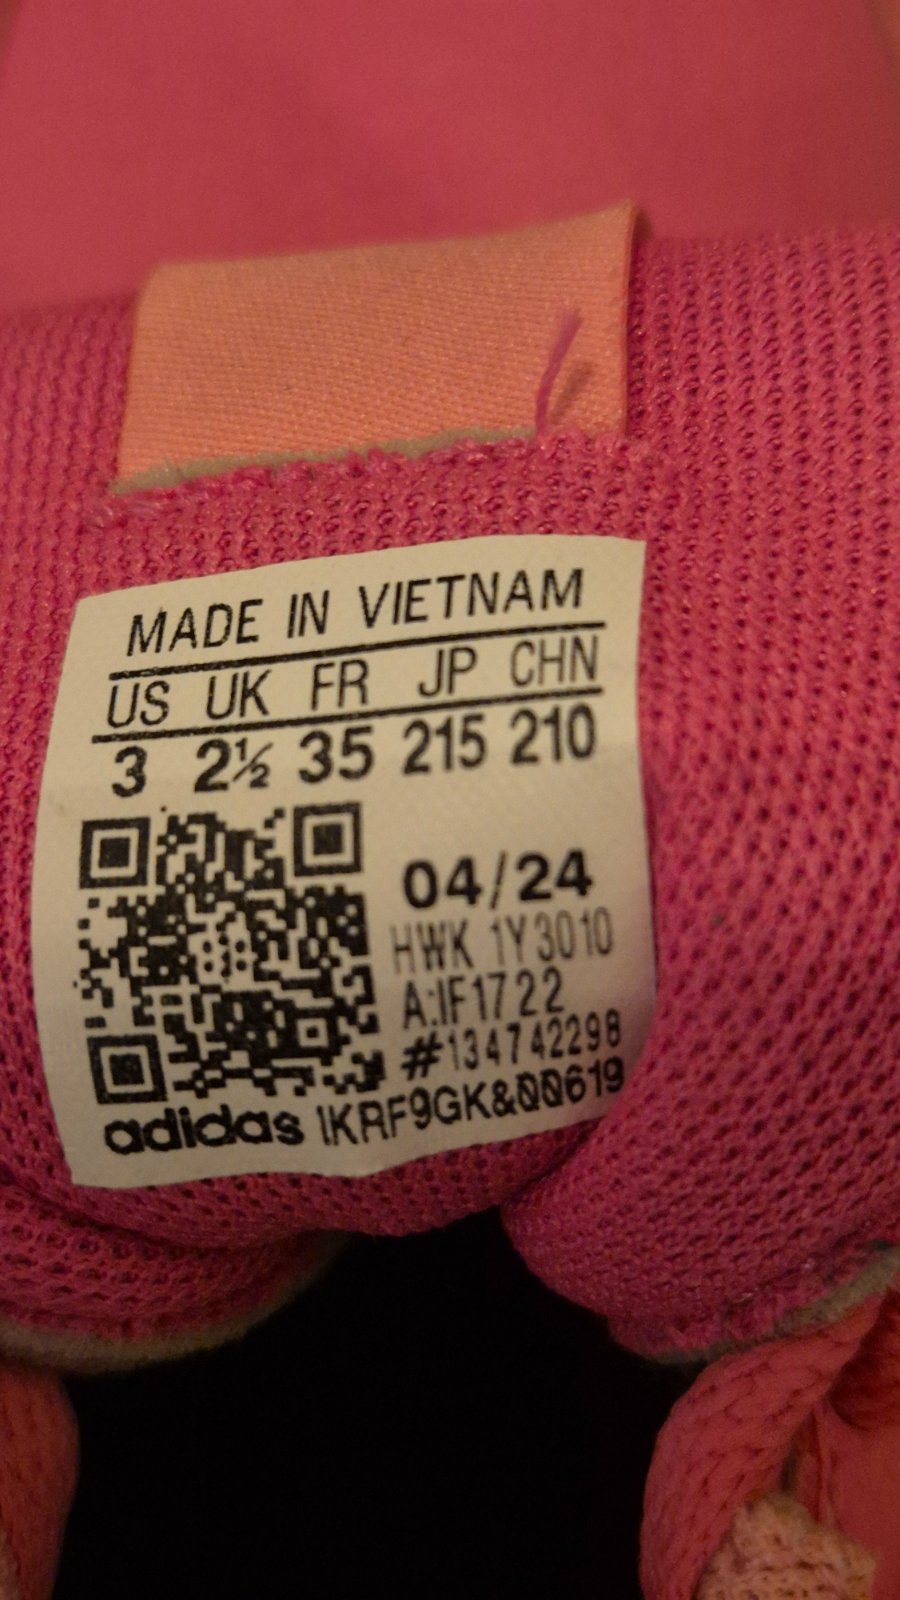 MADE IN VIETNAM
US UK FR JP CHN
3 2½ 35 215 210
04/24
HWK 1Y3010
A:IF1722
#134742298
adidas 1KRF9GK&00619